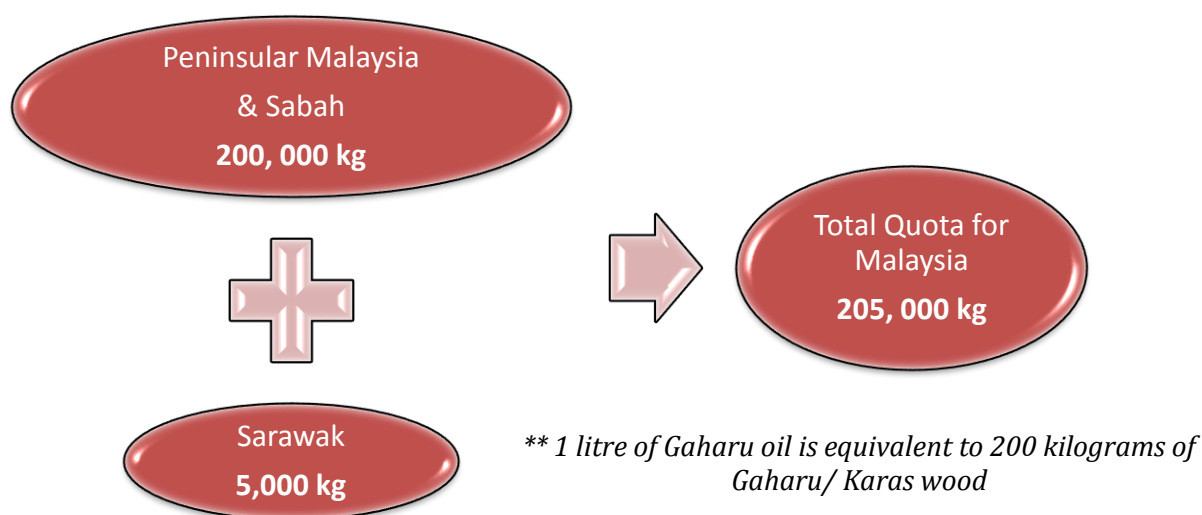 Peninsular Malaysia
& Sabah
200, 000 kg
Total Quota for
Malaysia
205, 000 kg
Sarawak
5,000 kg
** 1 litre of Gaharu oil is equivalent to 200 kilograms of
Gaharu/ Karas wood